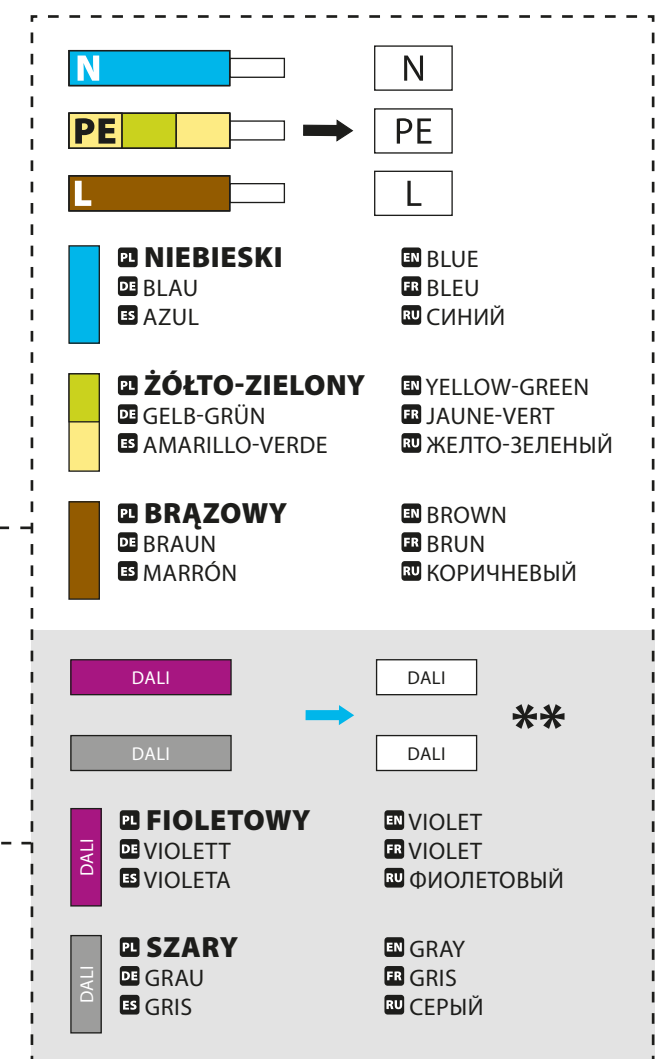 N N
PE PE
L L
PL NIEBIESKI EN BLUE
DE BLAU FR BLEU
ES AZUL RU СИНИЙ
PL ŻÓŁTO-ZIELONY EN YELLOW-GREEN
DE GELB-GRÜN FR JAUNE-VERT
ES AMARILLO-VERDE RU ЖЕЛТО-ЗЕЛЕНЫЙ
PL BRĄZOWY EN BROWN
DE BRAUN FR BRUN
ES MARRÓN RU КОРИЧНЕВЫЙ
DALI DALI
**
DALI DALI
DALI
PL FIOLETOWY EN VIOLET
DE VIOLETT FR VIOLET
ES VIOLETA RU ФИОЛЕТОВЫЙ
DALI
PL SZARY EN GRAY
DE GRAU FR GRIS
ES GRIS RU СЕРЫЙ